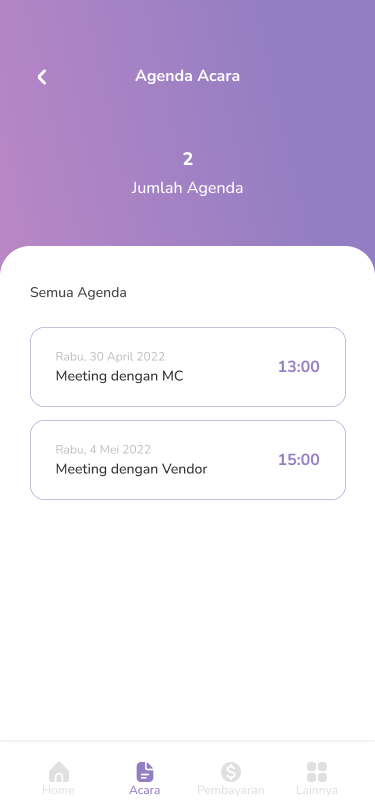 Agenda Acara
2
Jumlah Agenda
Semua Agenda
Rabu, 30 April 2022
Meeting dengan MC
13:00
Rabu, 4 Mei 2022
Meeting dengan Vendor
15:00
Home
Acara
Pembayaran
Lainnya